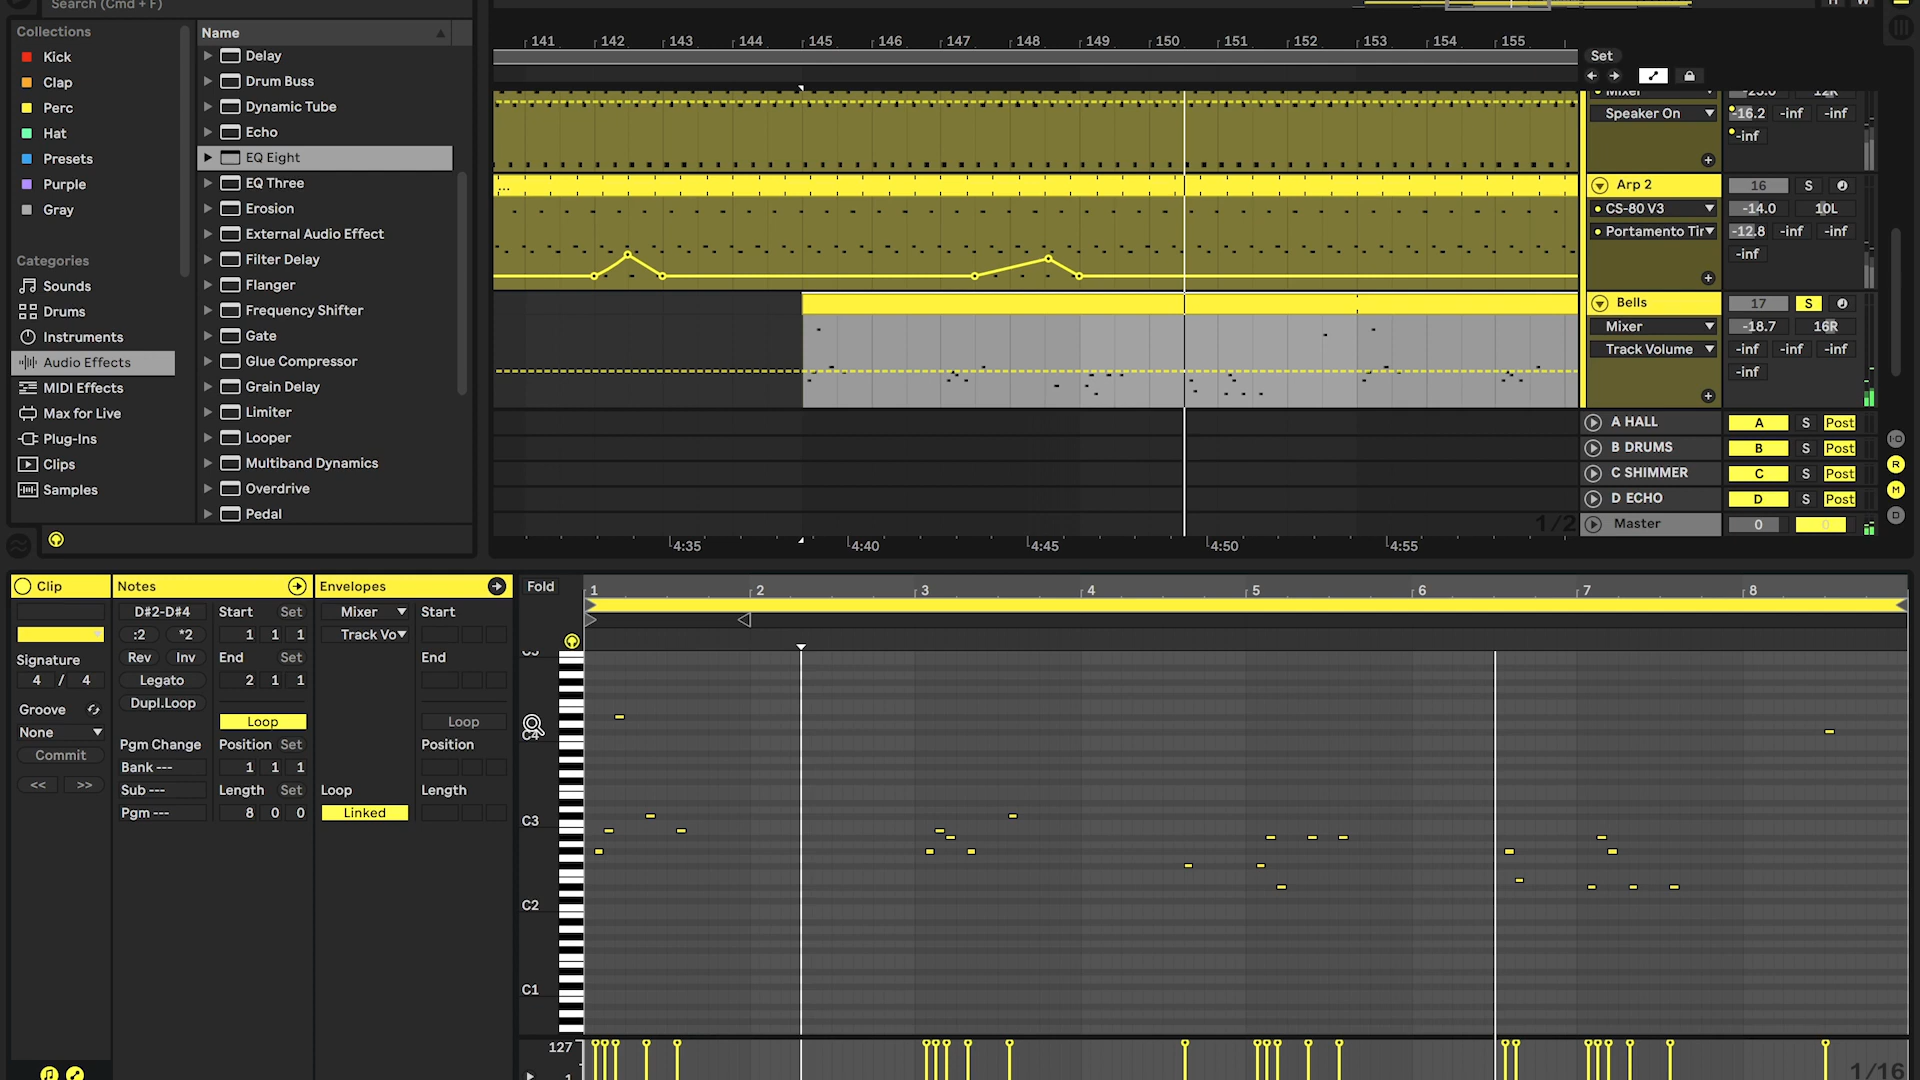 Search (Cmd + F)
H W
Collections
Name
Kick
Clap
Perc
Hat
Presets
Purple
Gray
Categories
Sounds
Drums
Instruments
Audio Effects
MIDI Effects
Max for Live
Plug-Ins
Clips
Samples
Delay
Drum Buss
Dynamic Tube
Echo
EQ Eight
EQ Three
Erosion
External Audio Effect
Filter Delay
Flanger
Frequency Shifter
Gate
Glue Compressor
Grain Delay
Limiter
Looper
Multiband Dynamics
Overdrive
Pedal
141 142 143 144 145 146 147 148 149 150 151 152 153 154 155
Set
Mixer -23.0 12R
Speaker On -16.2 -inf -inf
-inf
...
Arp 2 16 S
CS-80 V3 -14.0 10L
Portamento Tir -12.8 -inf -inf
-inf
Bells 17 S
Mixer -18.7 16R
Track Volume -inf -inf -inf
-inf
A HALL A S Post
B DRUMS B S Post
C SHIMMER C S Post
D ECHO D S Post
1/2 Master 0 0
I·O
R
M
D
4:35 4:40 4:45 4:50 4:55
Clip
Signature
4 / 4
Groove
None
Commit
<< >>
Notes
D#2-D#4
:2 *2
Rev Inv
Legato
Dupl.Loop
Pgm Change
Bank ---
Sub ---
Pgm ---
Start Set
1 1 1
End Set
2 1 1
Loop
Position Set
1 1 1
Length Set
8 0 0
Envelopes
Mixer
Track Vo
Loop
Linked
Start
End
Loop
Position
Length
Fold
1 2 3 4 5 6 7 8
C4
C3
C2
C1
127
1
1/16